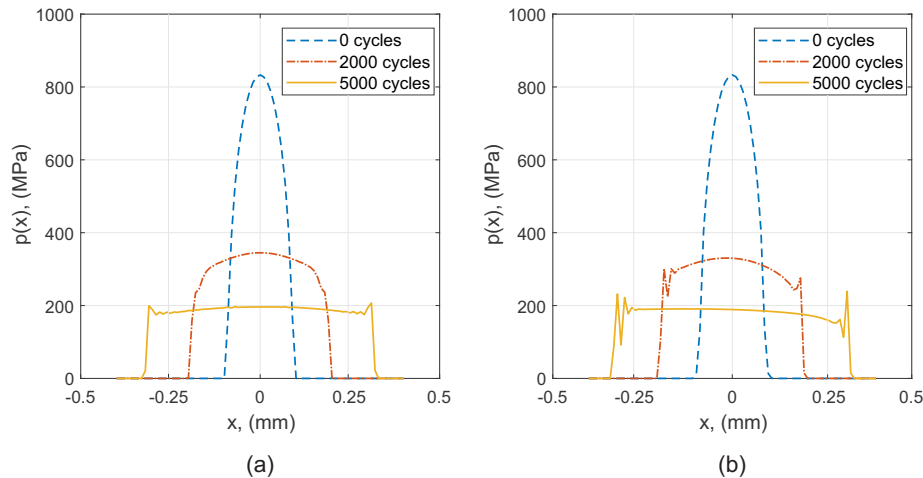 1000
800
600
400
200
0
-0.5
-0.25
0
0.25
0.5
p(x), (MPa)
x, (mm)
0 cycles
2000 cycles
5000 cycles
(a)
1000
800
600
400
200
0
-0.5
-0.25
0
0.25
0.5
p(x), (MPa)
x, (mm)
0 cycles
2000 cycles
5000 cycles
(b)